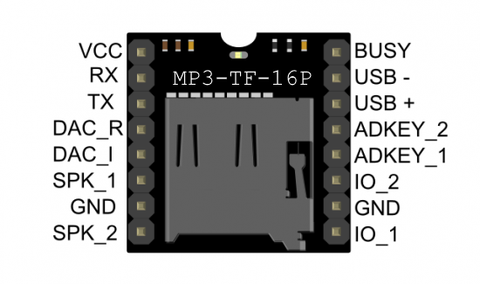 VCC
RX
TX
DAC_R
DAC_I
SPK_1
GND
SPK_2
MP3-TF-16P
BUSY
USB -
USB +
ADKEY_2
ADKEY_1
IO_2
GND
IO_1